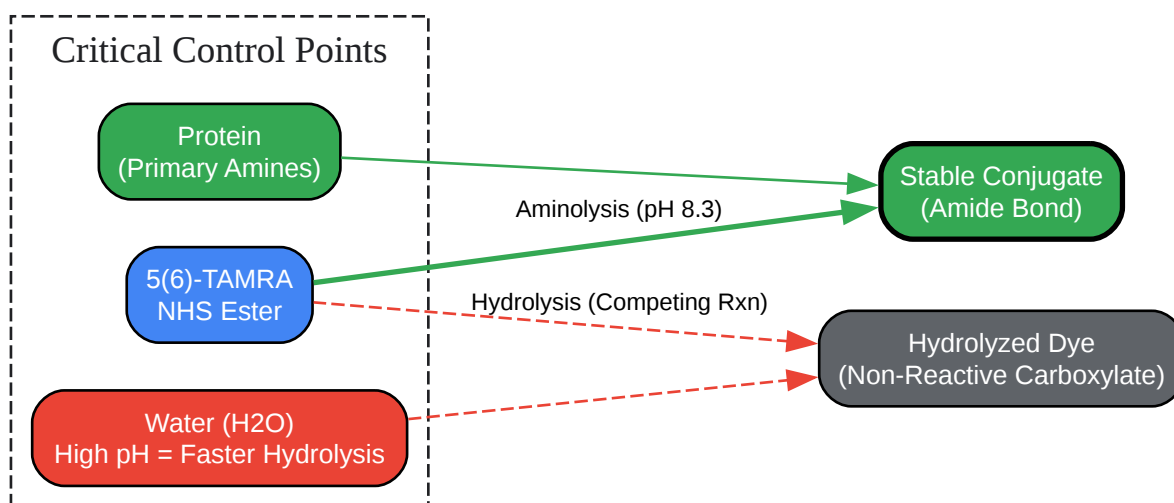 Critical Control Points
Protein
(Primary Amines)
5(6)-TAMRA
NHS Ester
Water (H2O)
High pH = Faster Hydrolysis
Aminolysis (pH 8.3)
Hydrolysis (Competing Rxn)
Stable Conjugate
(Amide Bond)
Hydrolyzed Dye
(Non-Reactive Carboxylate)